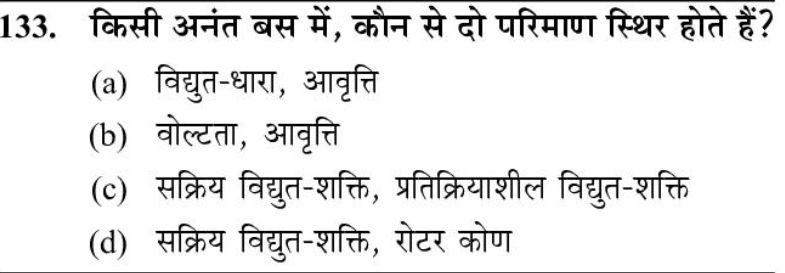 133. किसी अनंत बस में, कौन से दो परिमाण स्थिर होते हैं?
(a) विद्युत-धारा, आवृत्ति
(b) वोल्टता, आवृत्ति
(c) सक्रिय विद्युत-शक्ति, प्रतिक्रियाशील विद्युत-शक्ति
(d) सक्रिय विद्युत-शक्ति, रोटर कोण